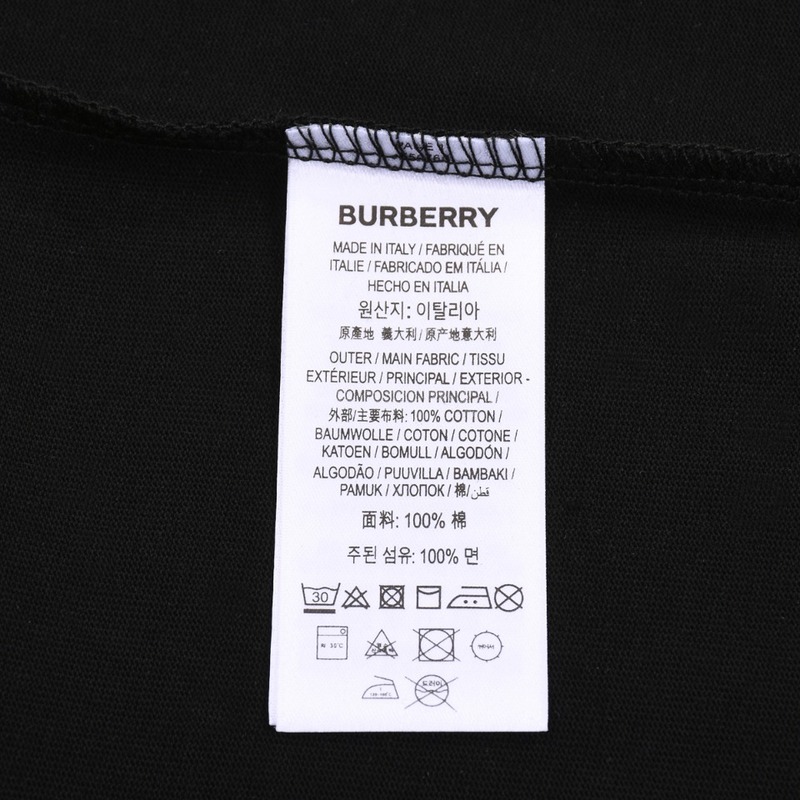 BURBERRY
MADE IN ITALY / FABRIQUÉ EN
ITALIE / FABRICADO EM ITÁLIA /
HECHO EN ITALIA
원산지: 이탈리아
原產地 義大利 / 原产地意大利
OUTER / MAIN FABRIC / TISSU
EXTÉRIEUR / PRINCIPAL / EXTERIOR -
COMPOSICION PRINCIPAL /
外部/主要布料: 100% COTTON /
BAUMWOLLE / COTON / COTONE /
KATOEN / BOMULL / ALGODÓN /
ALGODÃO / PUUVILLA / BAMBAKI /
PAMUK / ХЛОПОК / 棉/قطن
面料: 100% 棉
주된 섬유: 100% 면
30